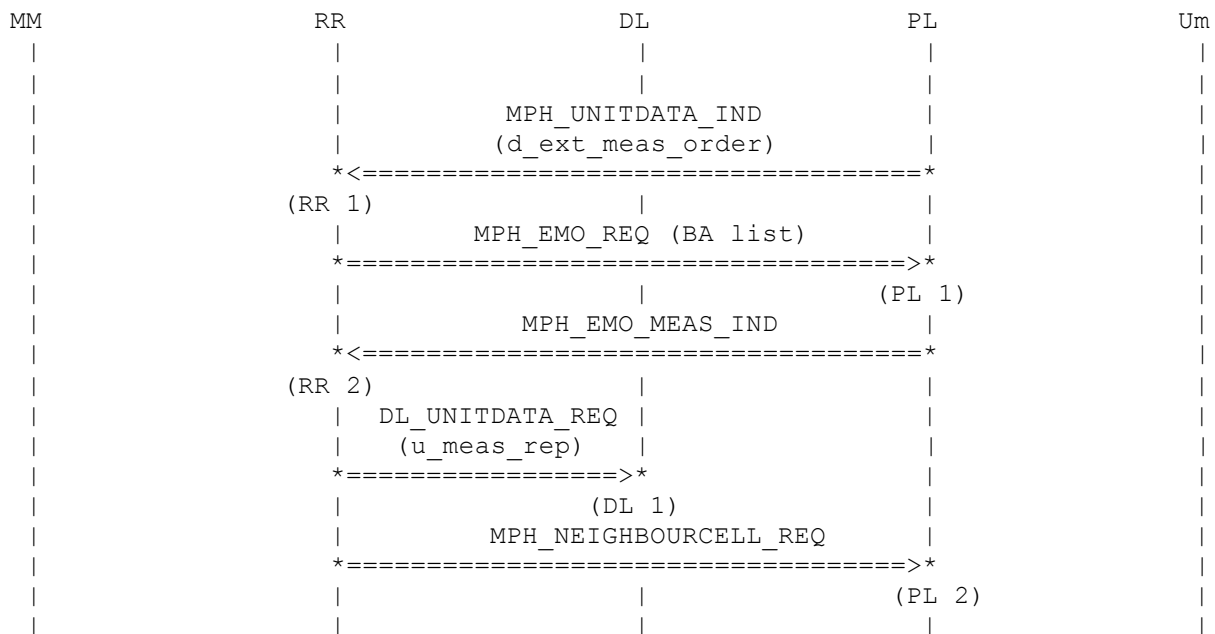 MM RR DL PL Um
MPH_UNITDATA_IND
(d_ext_meas_order)
*<===================================*
(RR 1)
MPH_EMO_REQ (BA list)
*===================================>*
(PL 1)
MPH_EMO_MEAS_IND
*<===================================*
(RR 2)
DL_UNITDATA_REQ
(u_meas_rep)
*=================>*
(DL 1)
MPH_NEIGHBOURCELL_REQ
*===================================>*
(PL 2)